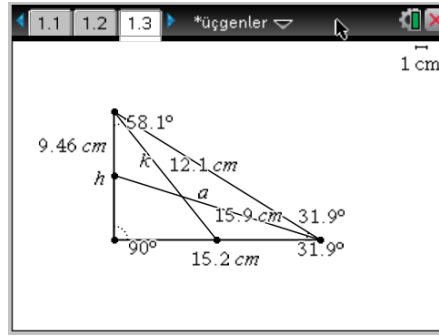 1.1 1.2 1.3 *üçgenler
1 cm
58.1°
9.46 cm
k 12.1 cm
h
a
15.9 cm 31.9°
90° 31.9°
15.2 cm